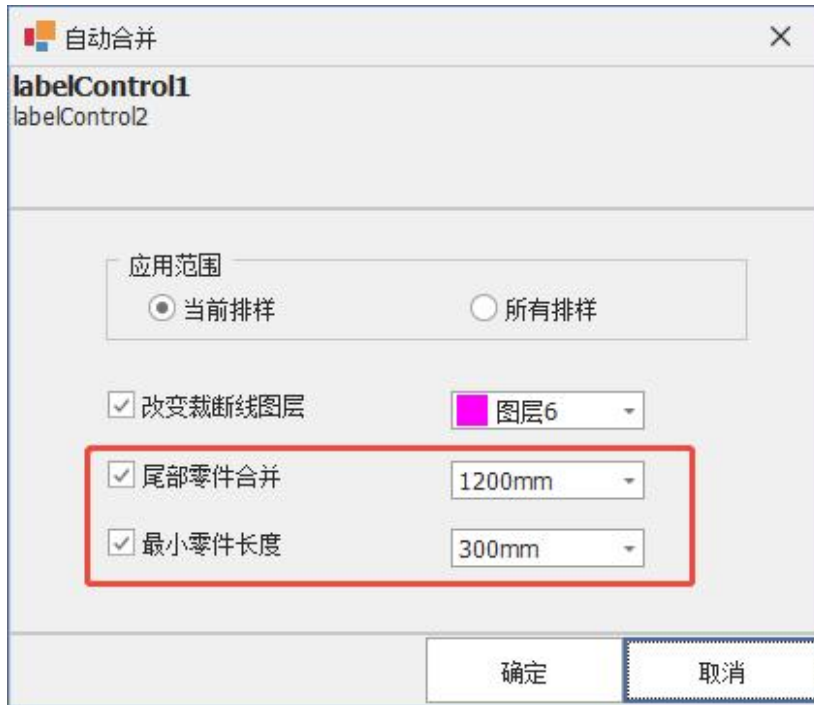 自动合并
labelControl1
labelControl2
应用范围
当前排样 所有排样
改变裁断线图层 图层6
尾部零件合并 1200mm
最小零件长度 300mm
确定 取消